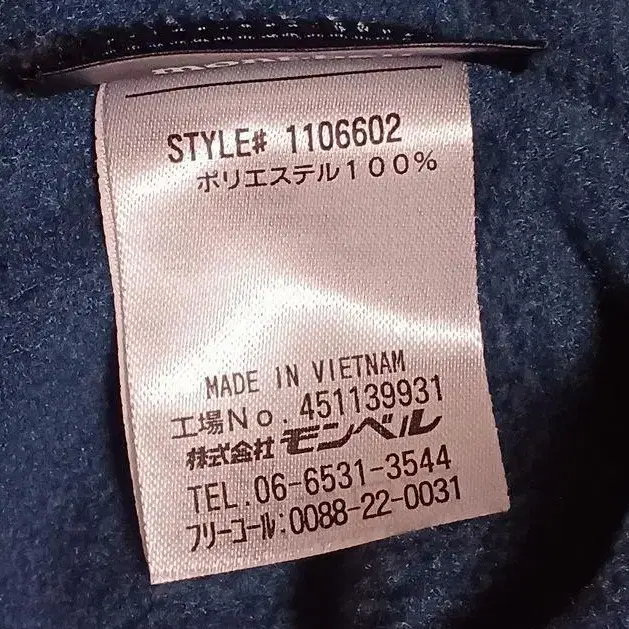 STYLE# 1106602
ポリエステル100%
MADE IN VIETNAM
工場No. 451139931
株式会社 モンベル
TEL. 06-6531-3544
フリーコール:0088-22-0031